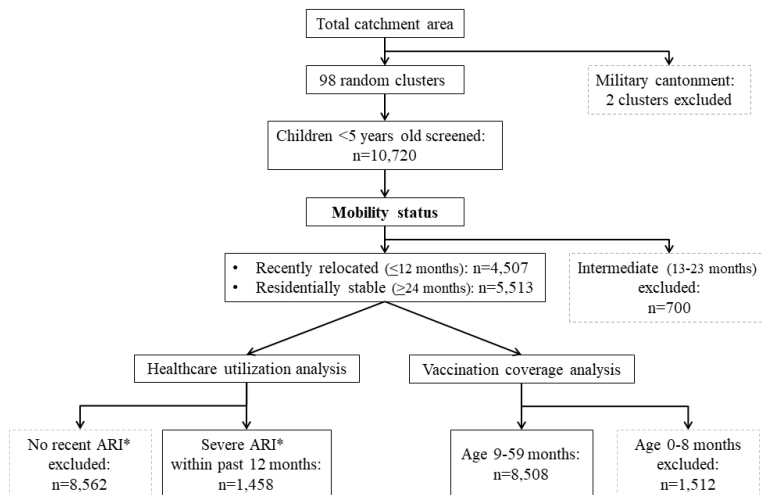 Total catchment area
98 random clusters
Military cantonment:
2 clusters excluded
Children <5 years old screened:
n=10,720
Mobility status
• Recently relocated (≤12 months): n=4,507
• Residentially stable (≥24 months): n=5,513
Intermediate (13-23 months)
excluded:
n=700
Healthcare utilization analysis
Vaccination coverage analysis
No recent ARI*
excluded:
n=8,562
Severe ARI*
within past 12 months:
n=1,458
Age 9-59 months:
n=8,508
Age 0-8 months
excluded:
n=1,512